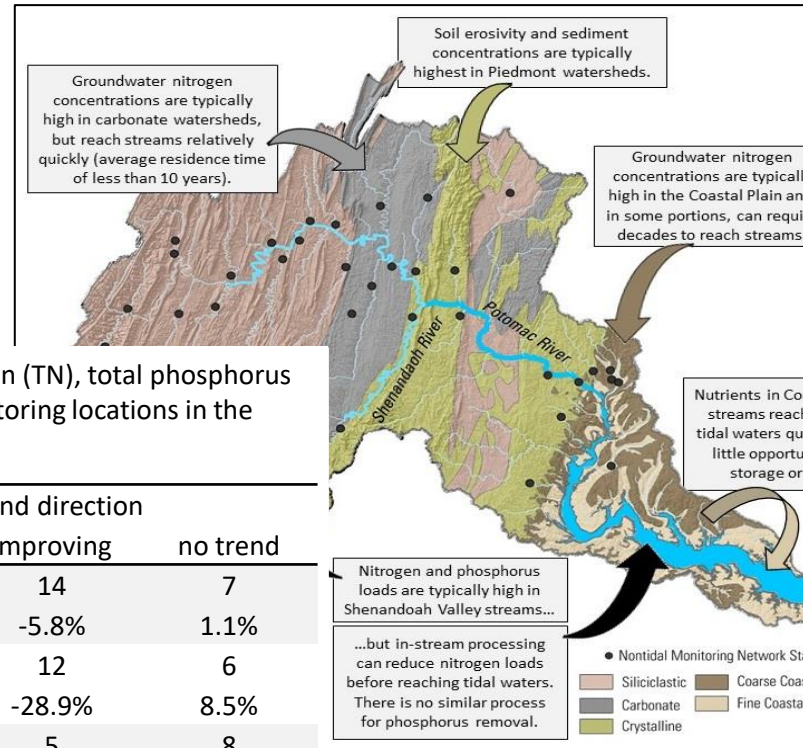 Soil erosivity and sediment
concentrations are typically
highest in Piedmont watersheds.
Groundwater nitrogen
concentrations are typically
high in carbonate watersheds,
but reach streams relatively
quickly (average residence time
of less than 10 years).
Groundwater nitrogen
concentrations are typicall
high in the Coastal Plain an
in some portions, can requi
decades to reach streams
Shenandaoh River
Potomac River
Nutrients in Co
streams reac
tidal waters qu
little opportu
storage or
n (TN), total phosphorus
toring locations in the
nd direction
mproving no trend
14 7
-5.8% 1.1%
12 6
-28.9% 8.5%
5 8
Nitrogen and phosphorus
loads are typically high in
Shenandoah Valley streams...
...but in-stream processing
can reduce nitrogen loads
before reaching tidal waters.
There is no similar process
for phosphorus removal.
Nontidal Monitoring Network Sta
Siliciclastic Coarse Coas
Carbonate Fine Coasta
Crystalline